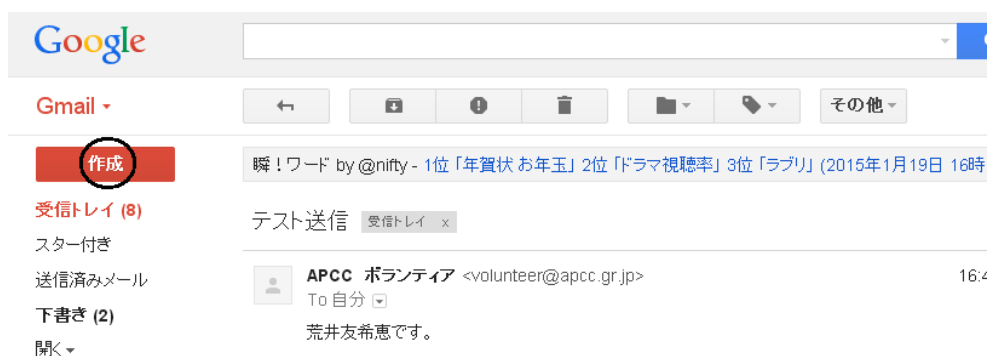 Google
Gmail
その他
作成
瞬！ワード by @nifty - 1位 「年賀状 お年玉」 2位 「ドラマ視聴率」 3位 「ラブリ」 (2015年1月19日 16時
受信トレイ (8)
テスト送信 受信トレイ x
スター付き
送信済みメール
APCC ボランティア <volunteer@apcc.gr.jp> 16:4
To 自分
下書き (2)
荒井友希恵です。
開く